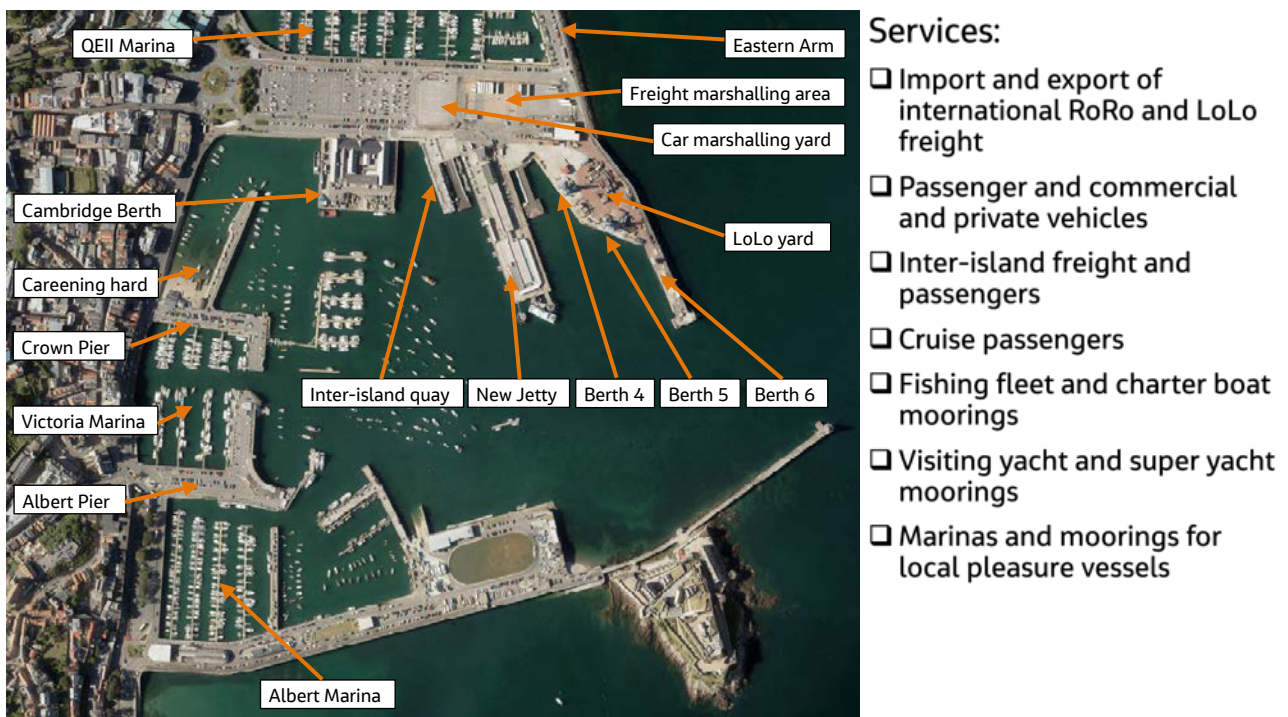 QEII Marina
Eastern Arm
Freight marshalling area
Car marshalling yard
Cambridge Berth
LoLo yard
Careening hard
Crown Pier
Inter-island quay
New Jetty
Berth 4
Berth 5
Berth 6
Victoria Marina
Albert Pier
Albert Marina
Services:
❑ Import and export of
international RoRo and LoLo
freight
❑ Passenger and commercial
and private vehicles
❑ Inter-island freight and
passengers
❑ Cruise passengers
❑ Fishing fleet and charter boat
moorings
❑ Visiting yacht and super yacht
moorings
❑ Marinas and moorings for
local pleasure vessels